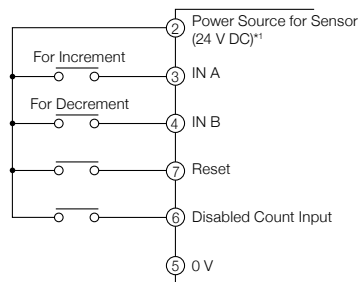 ② Power Source for Sensor
(24 V DC)*1
For Increment
③ IN A
For Decrement
④ IN B
⑦ Reset
⑥ Disabled Count Input
⑤ 0 V